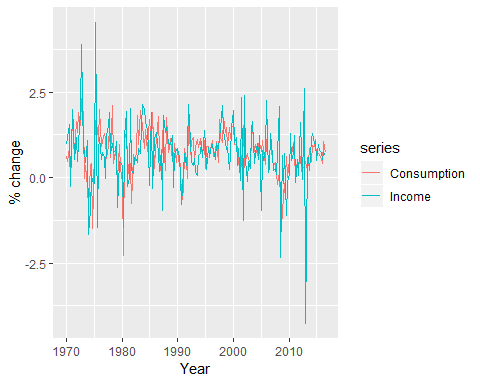 2.5
0.0
-2.5
% change
1970
1980
1990
2000
2010
Year
series
Consumption
Income